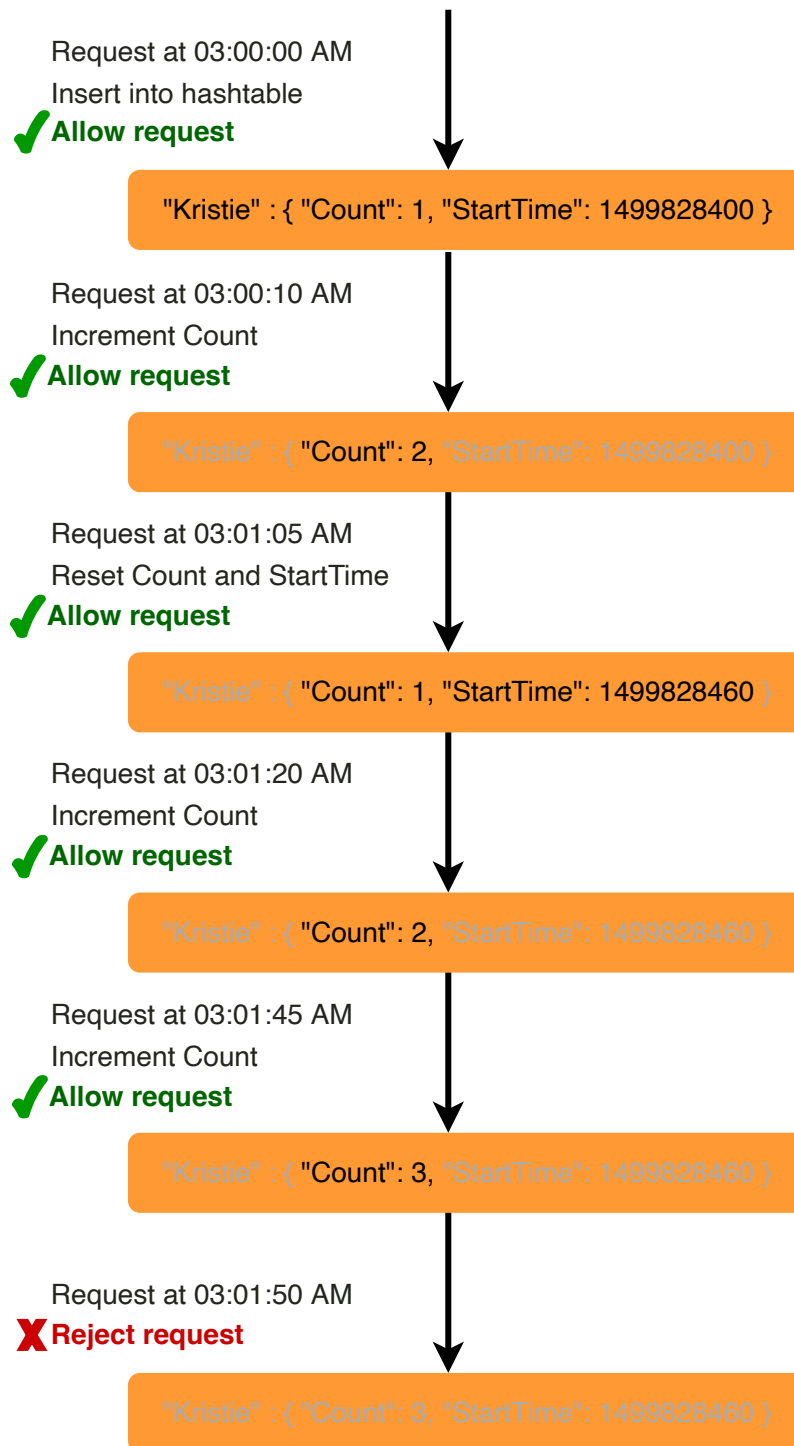 Request at 03:00:00 AM
Insert into hashtable
Allow request
"Kristie" : { "Count": 1, "StartTime": 1499828400 }
Request at 03:00:10 AM
Increment Count
Allow request
"Kristie" : { "Count": 2, "StartTime": 1499828400 }
Request at 03:01:05 AM
Reset Count and StartTime
Allow request
"Kristie" : { "Count": 1, "StartTime": 1499828460 }
Request at 03:01:20 AM
Increment Count
Allow request
"Kristie" : { "Count": 2, "StartTime": 1499828460 }
Request at 03:01:45 AM
Increment Count
Allow request
"Kristie" : { "Count": 3, "StartTime": 1499828460 }
Request at 03:01:50 AM
Reject request
"Kristie" : { "Count": 3, "StartTime": 1499828460 }